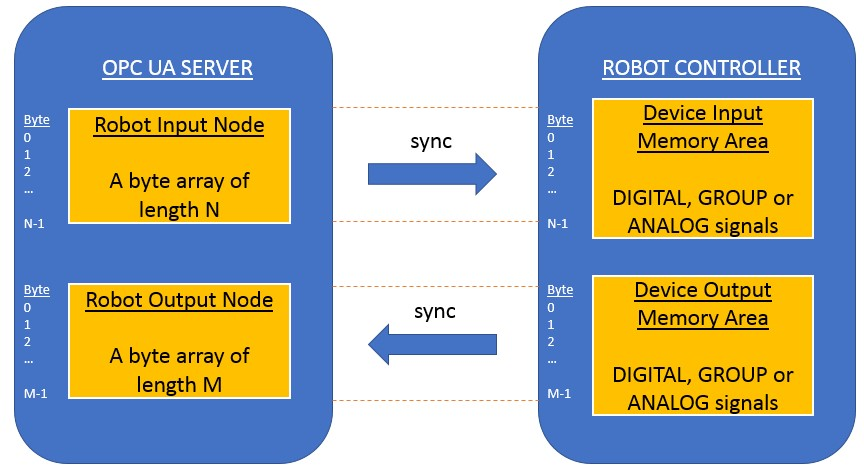 OPC UA SERVER
Byte
0
1
2
...
N-1
Robot Input Node
A byte array of
length N
Byte
0
1
2
...
M-1
Robot Output Node
A byte array of
length M
sync
sync
ROBOT CONTROLLER
Byte
0
1
2
...
N-1
Device Input
Memory Area
DIGITAL, GROUP or
ANALOG signals
Byte
0
1
2
...
M-1
Device Output
Memory Area
DIGITAL, GROUP or
ANALOG signals